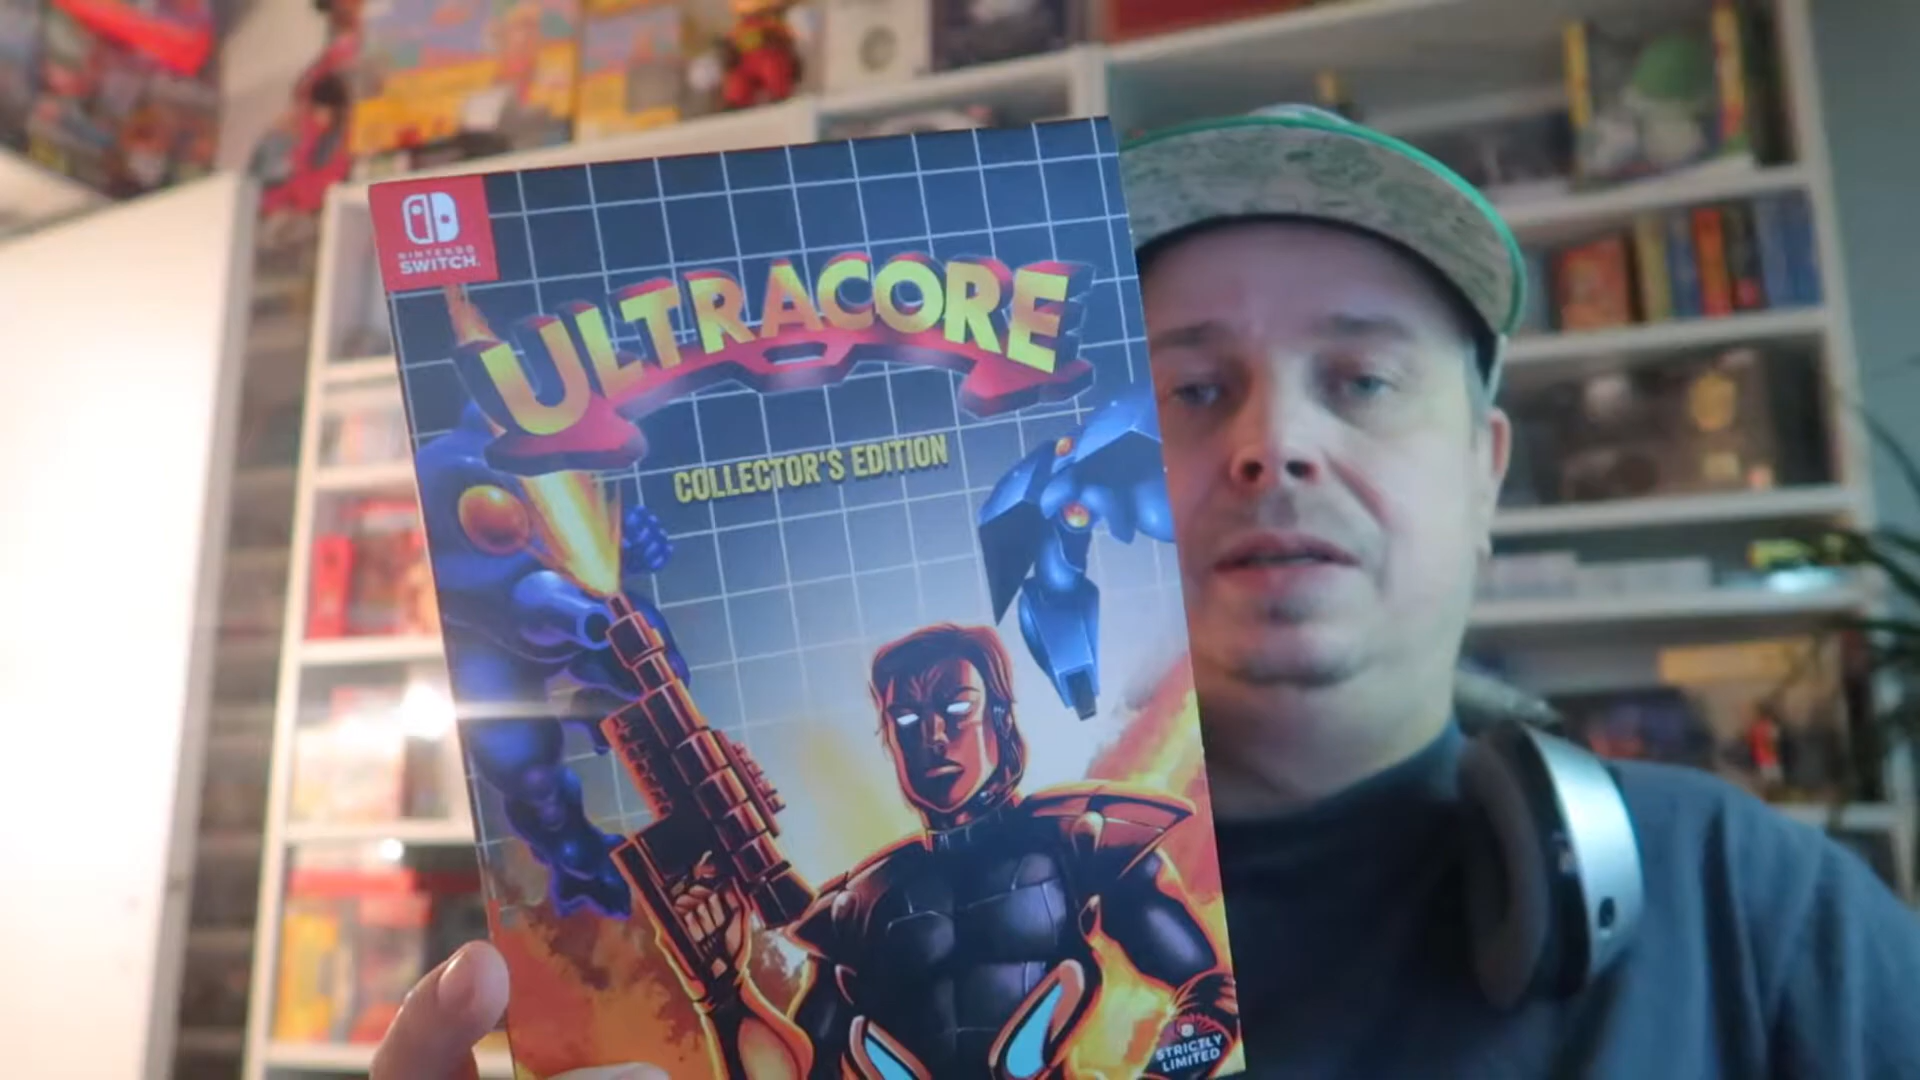 NINTENDO
SWITCH
ULTRACORE
COLLECTOR'S EDITION
STRICTLY
LIMITED